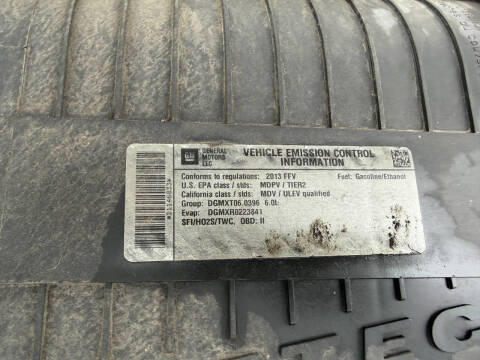 GM
GENERAL
MOTORS
LLC
VEHICLE EMISSION CONTROL
INFORMATION
Conforms to regulations: 2013 FFV Fuel: Gasoline/Ethanol
U.S. EPA class / stds: MDPV / TIER2
California class / stds: MDV / ULEV qualified
Group: DGMXT06.0396 6.0L
Evap: DGMXR0223841
SFI/HO2S/TWC, OBD: II
TEC